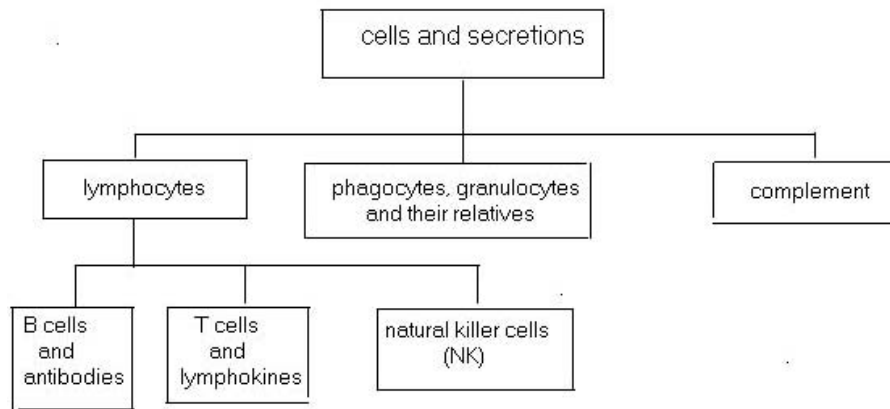 cells and secretions
lymphocytes
phagocytes, granulocytes
and their relatives
complement
B cells
and
antibodies
T cells
and
lymphokines
natural killer cells
(NK)